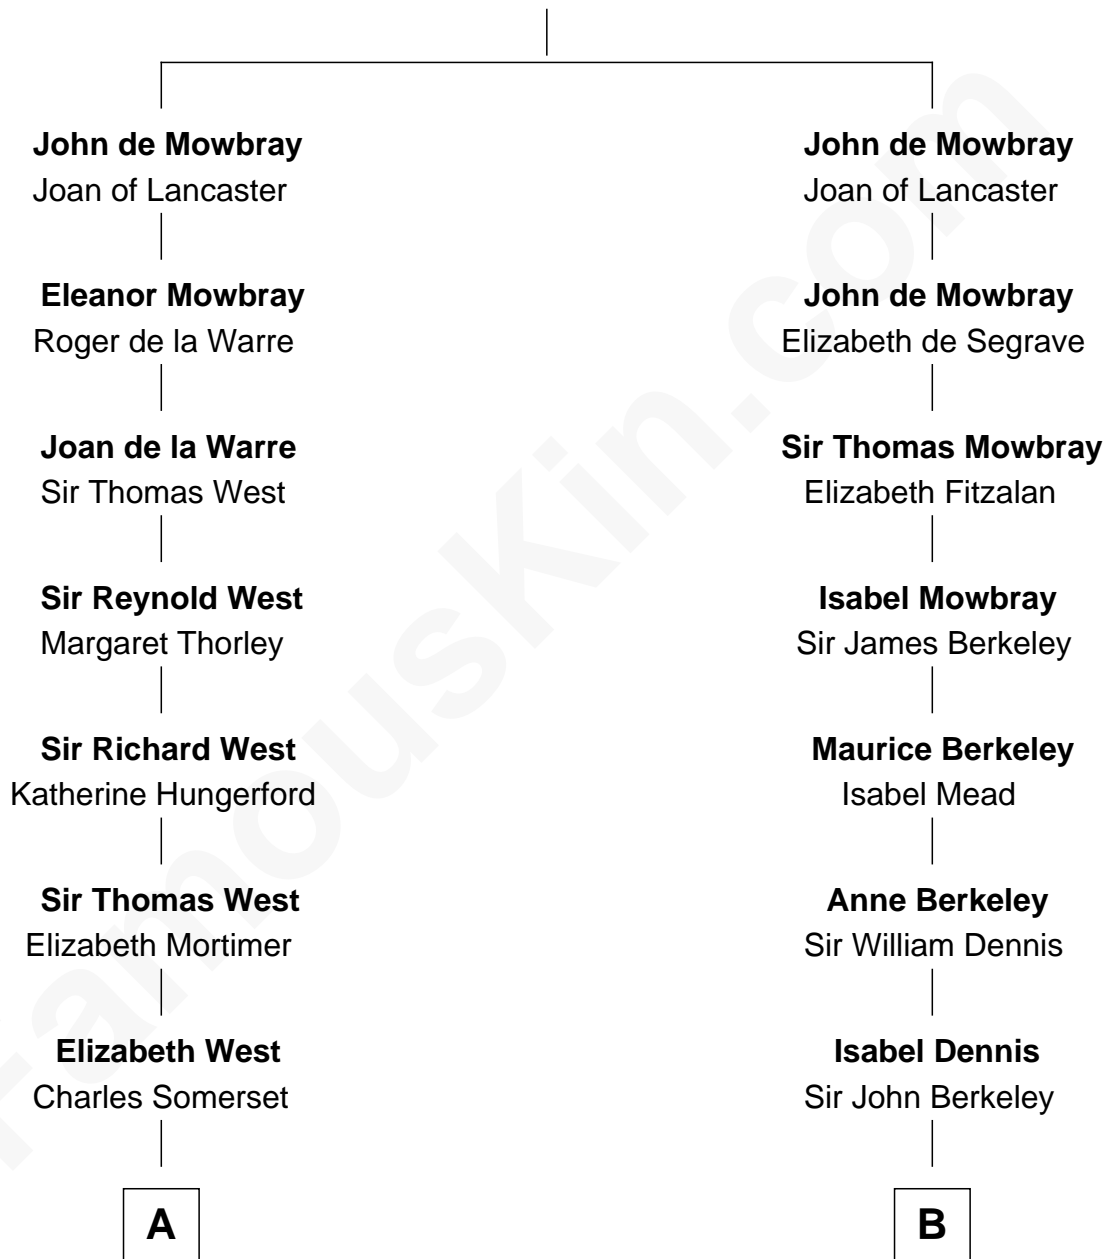 John de Mowbray
Joan of Lancaster
Eleanor Mowbray
Roger de la Warre
Joan de la Warre
Sir Thomas West
Sir Reynold West
Margaret Thorley
Sir Richard West
Katherine Hungerford
Sir Thomas West
Elizabeth Mortimer
Elizabeth West
Charles Somerset
A
John de Mowbray
Joan of Lancaster
John de Mowbray
Elizabeth de Segrave
Sir Thomas Mowbray
Elizabeth Fitzalan
Isabel Mowbray
Sir James Berkeley
Maurice Berkeley
Isabel Mead
Anne Berkeley
Sir William Dennis
Isabel Dennis
Sir John Berkeley
B
FamousKin.com